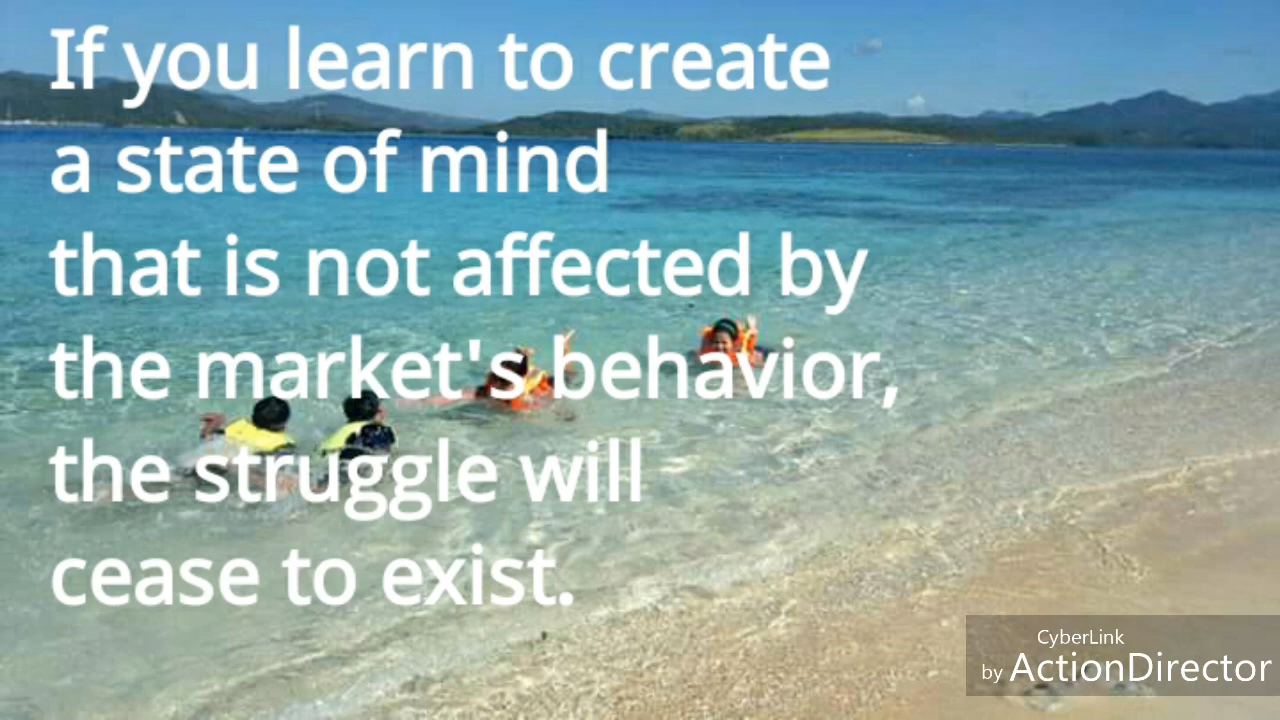 If you learn to create
a state of mind
that is not affected by
the market's behavior,
the struggle will
cease to exist.
CyberLink
by ActionDirector